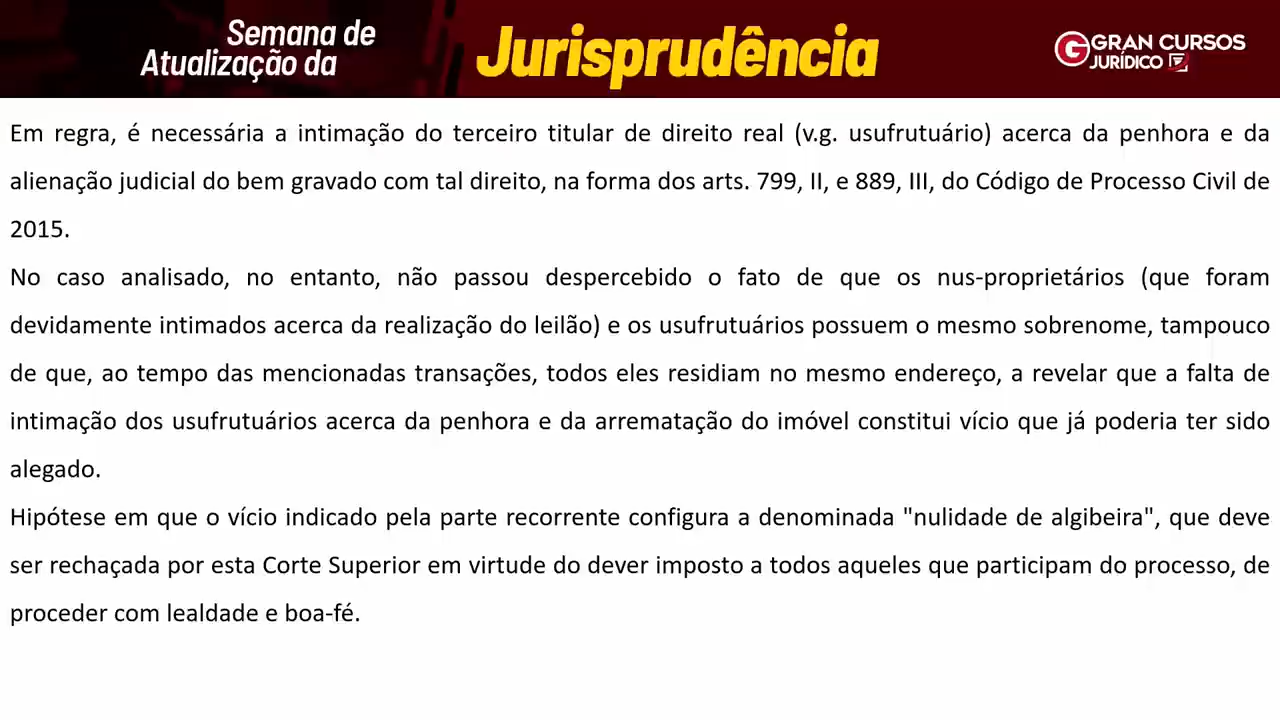 Semana de
Atualização da
Jurisprudência
GRAN CURSOS
JURÍDICO
Em regra, é necessária a intimação do terceiro titular de direito real (v.g. usufrutuário) acerca da penhora e da
alienação judicial do bem gravado com tal direito, na forma dos arts. 799, II, e 889, III, do Código de Processo Civil de
2015.
No caso analisado, no entanto, não passou despercebido o fato de que os nus-proprietários (que foram
devidamente intimados acerca da realização do leilão) e os usufrutuários possuem o mesmo sobrenome, tampouco
de que, ao tempo das mencionadas transações, todos eles residiam no mesmo endereço, a revelar que a falta de
intimação dos usufrutuários acerca da penhora e da arrematação do imóvel constitui vício que já poderia ter sido
alegado.
Hipótese em que o vício indicado pela parte recorrente configura a denominada "nulidade de algibeira", que deve
ser rechaçada por esta Corte Superior em virtude do dever imposto a todos aqueles que participam do processo, de
proceder com lealdade e boa-fé.